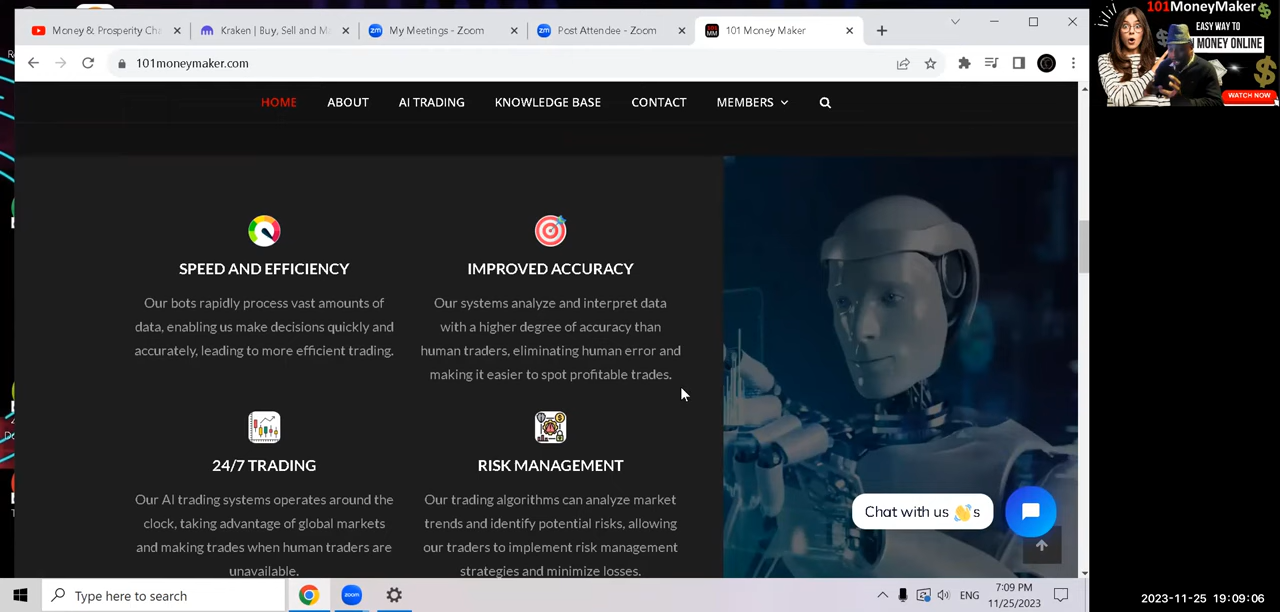 Money & Prosperity Cha
Kraken | Buy, Sell and M
My Meetings - Zoom
Post Attendee - Zoom
101 Money Maker
101moneymaker.com
HOME
ABOUT
AI TRADING
KNOWLEDGE BASE
CONTACT
MEMBERS
SPEED AND EFFICIENCY
Our bots rapidly process vast amounts of
data, enabling us make decisions quickly and
accurately, leading to more efficient trading.
IMPROVED ACCURACY
Our systems analyze and interpret data
with a higher degree of accuracy than
human traders, eliminating human error and
making it easier to spot profitable trades.
24/7 TRADING
Our AI trading systems operates around the
clock, taking advantage of global markets
and making trades when human traders are
unavailable.
RISK MANAGEMENT
Our trading algorithms can analyze market
trends and identify potential risks, allowing
our traders to implement risk management
strategies and minimize losses.
Chat with us 👋s
Type here to search
zoom
ENG
7:09 PM
11/25/2023
101MoneyMaker
EASY WAY TO
MONEY ONLINE
WATCH NOW
2023-11-25 19:09:06